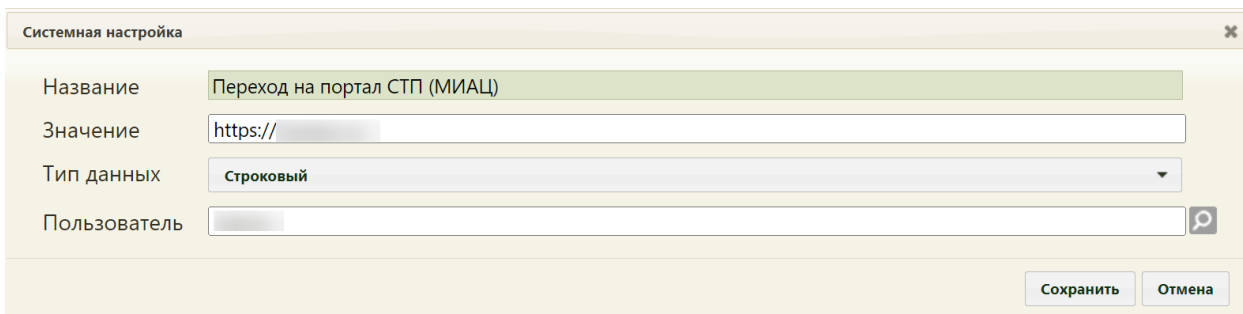 Системная настройка
Название Переход на портал СТП (МИАЦ)
Значение https://
Тип данных Строковый
Пользователь
Сохранить Отмена